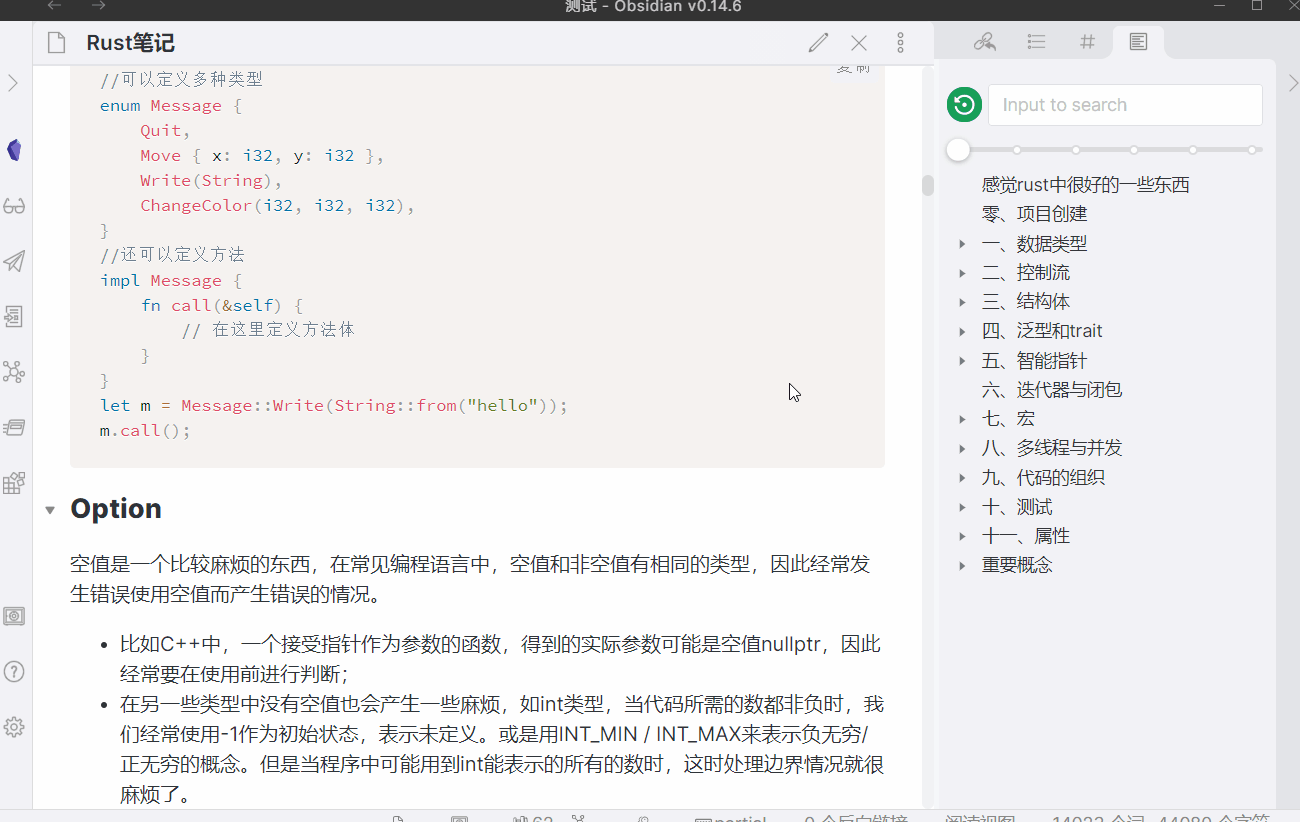 测试 - Obsidian v0.14.6
Rust笔记
复制
//可以定义多种类型
enum Message {
Quit,
Move { x: i32, y: i32 },
Write(String),
ChangeColor(i32, i32, i32),
}
//还可以定义方法
impl Message {
fn call(&self) {
// 在这里定义方法体
}
}
let m = Message::Write(String::from("hello"));
m.call();
Option
空值是一个比较麻烦的东西，在常见编程语言中，空值和非空值有相同的类型，因此经常发
生错误使用空值而产生错误的情况。
• 比如C++中，一个接受指针作为参数的函数，得到的实际参数可能是空值nullptr，因此
经常要在使用前进行判断；
• 在另一些类型中没有空值也会产生一些麻烦，如int类型，当代码所需的数都非负时，我
们经常使用-1作为初始状态，表示未定义。或是用INT_MIN / INT_MAX来表示负无穷/
正无穷的概念。但是当程序中可能用到int能表示的所有的数时，这时处理边界情况就很
麻烦了。
Input to search
感觉rust中很好的一些东西
零、项目创建
一、数据类型
二、控制流
三、结构体
四、泛型和trait
五、智能指针
六、迭代器与闭包
七、宏
八、多线程与并发
九、代码的组织
十、测试
十一、属性
重要概念
62 partial 0 个反向链接 阅读视图 14023 个词 44080 个字符